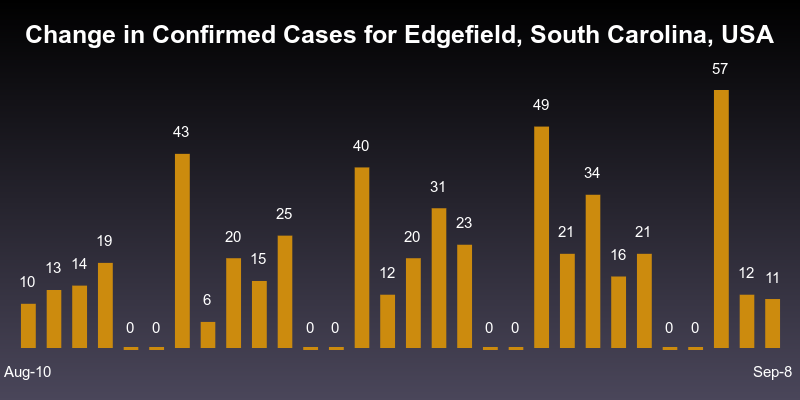 Change in Confirmed Cases for Edgefield, South Carolina, USA
10 13 14 19 0 0 43 6 20 15 25 0 0 40 12 20 31 23 0 0 49 21 34 16 21 0 0 57 12 11
Aug-10 Sep-8